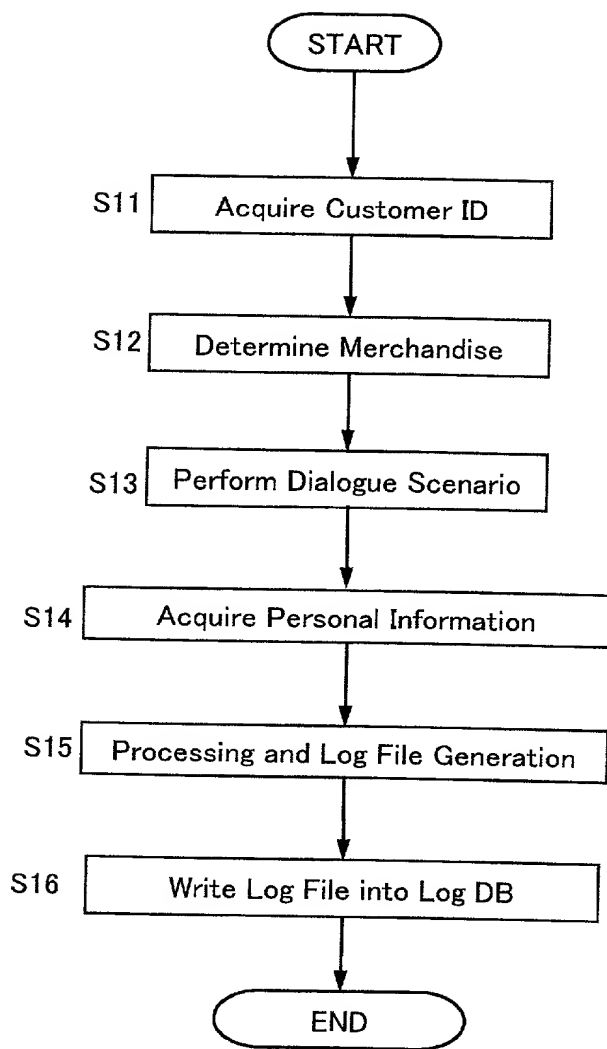 START
S11 Acquire Customer ID
S12 Determine Merchandise
S13 Perform Dialogue Scenario
S14 Acquire Personal Information
S15 Processing and Log File Generation
S16 Write Log File into Log DB
END